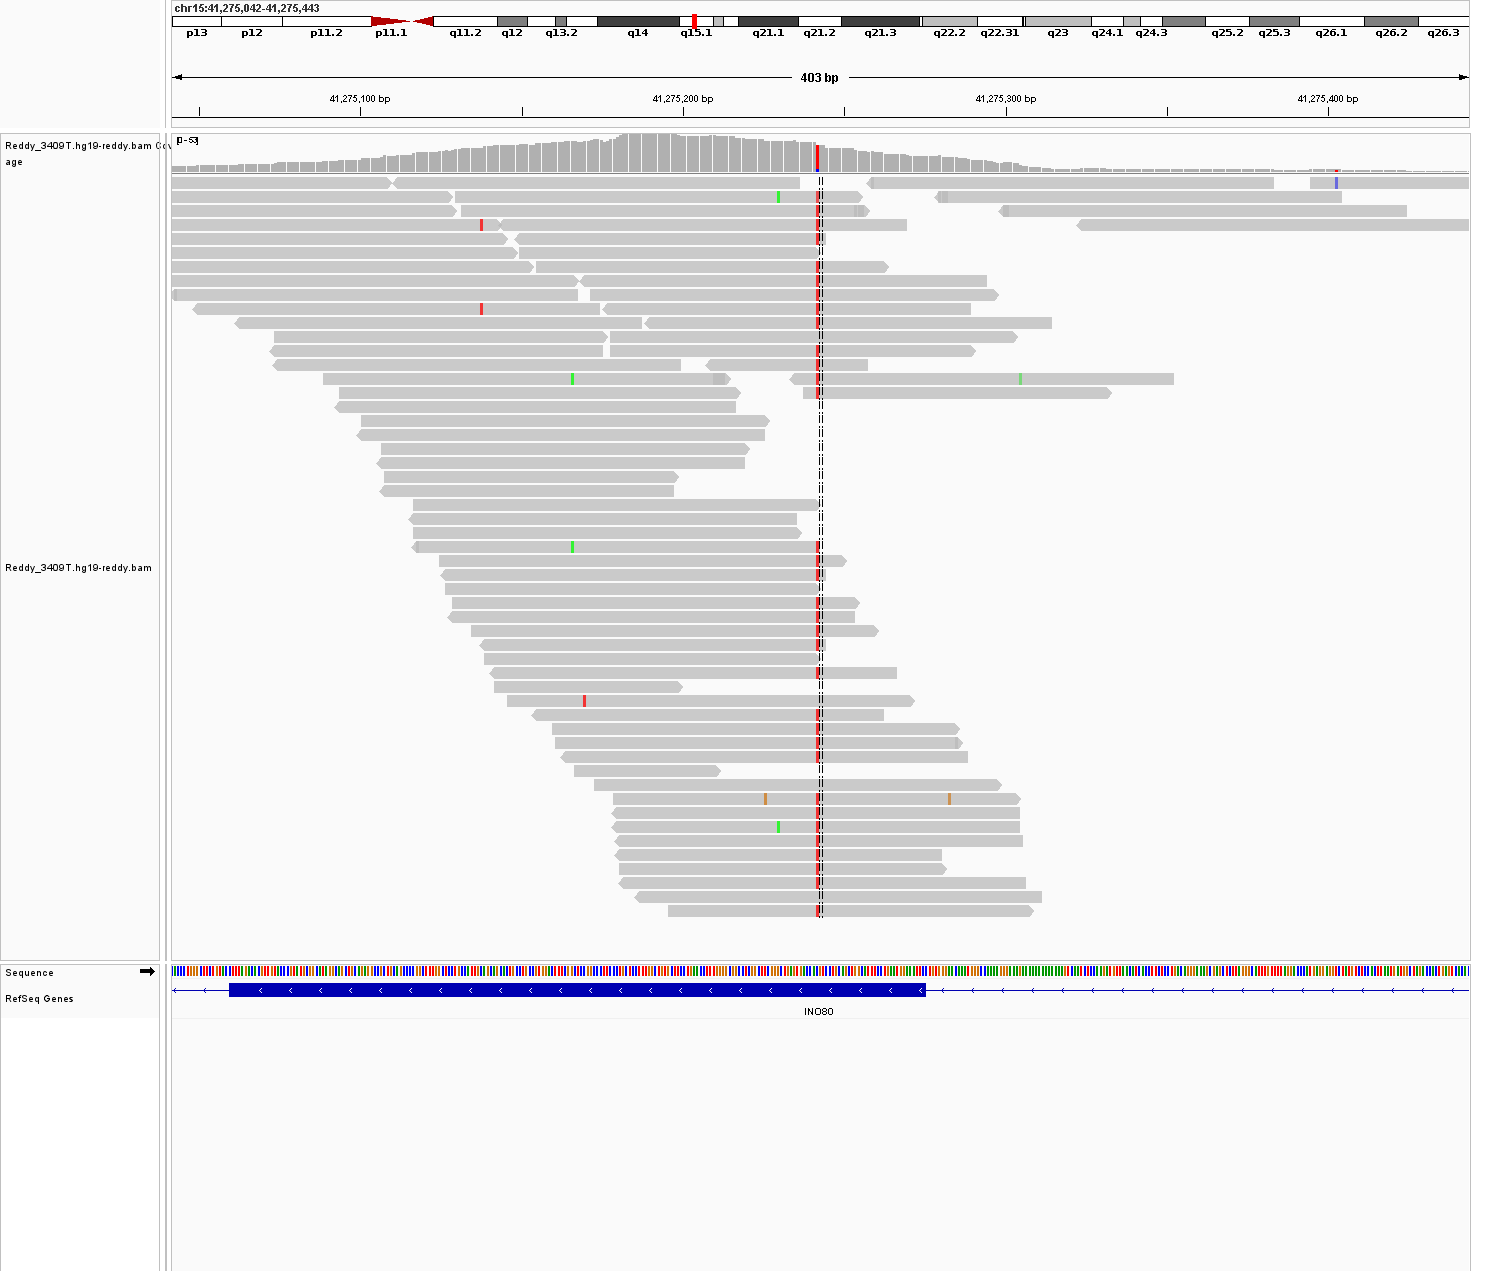 chr15:41,275,042-41,275,443
p13 p12 p11.2 p11.1 q11.2 q12 q13.2 q14 q15.1 q21.1 q21.2 q21.3 q22.2 q22.31 q23 q24.1 q24.3 q25.2 q25.3 q26.1 q26.2 q26.3
403 bp
41,275,100 bp 41,275,200 bp 41,275,300 bp 41,275,400 bp
[0-53]
Reddy_3409T.hg19-reddy.bam Cov
age
Reddy_3409T.hg19-reddy.bam
Sequence
RefSeq Genes
INO80